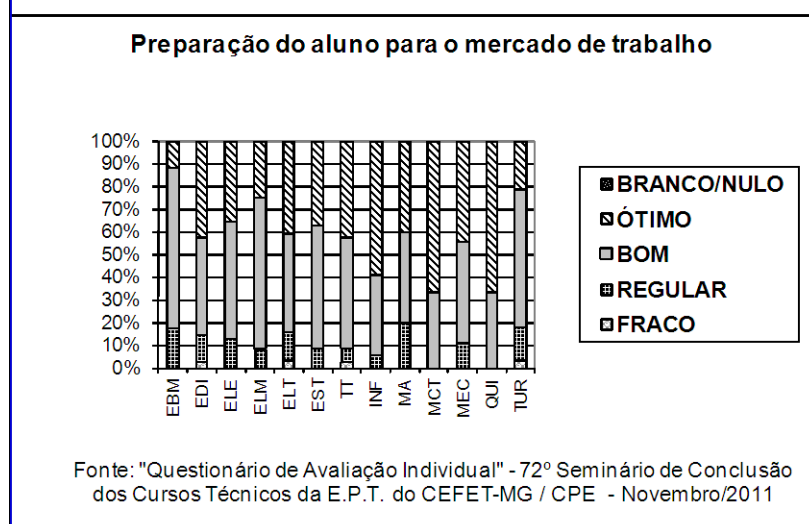 Preparação do aluno para o mercado de trabalho
100%
90%
80%
70%
60%
50%
40%
30%
20%
10%
0%
EBM
EDI
ELE
ELM
ELT
EST
TT
INF
MA
MCT
MEC
QUI
TUR
BRANCO/NULO
ÓTIMO
BOM
REGULAR
FRACO
Fonte: "Questionário de Avaliação Individual" - 72º Seminário de Conclusão
dos Cursos Técnicos da E.P.T. do CEFET-MG / CPE - Novembro/2011